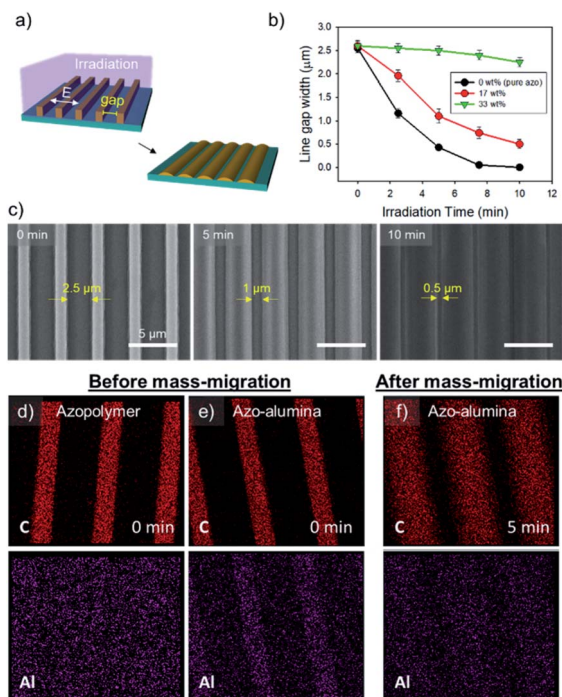 a)
Irradiation
E
gap
b)
Line gap width (μm)
3.0
2.5
2.0
1.5
1.0
0.5
0.0
0 wt% (pure azo)
17 wt%
33 wt%
0 2 4 6 8 10 12
Irradiation Time (min)
c)
0 min
2.5 μm
5 μm
5 min
1 μm
10 min
0.5 μm
Before mass-migration
After mass-migration
d) Azopolymer
C
0 min
e) Azo-alumina
C
0 min
f) Azo-alumina
C
5 min
Al
Al
Al